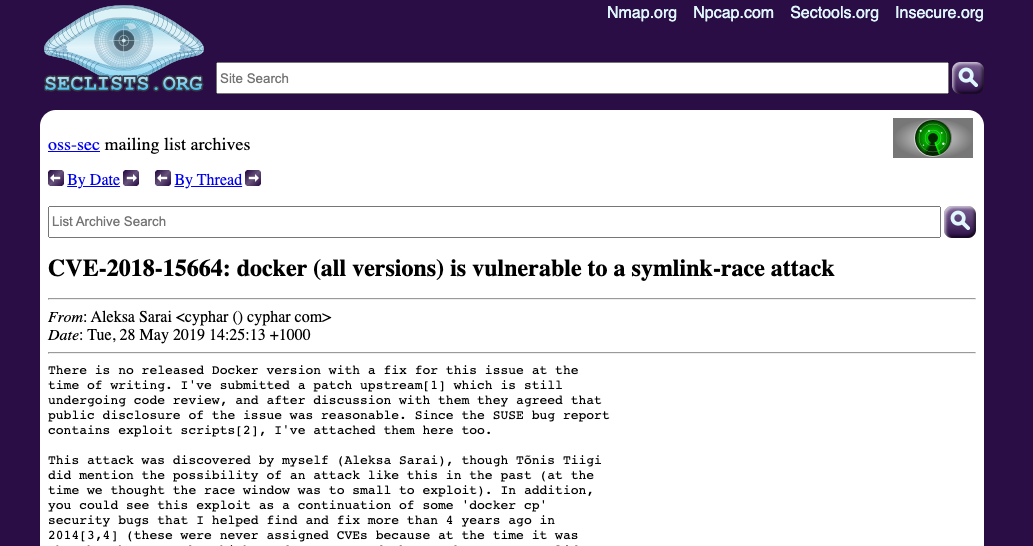 Nmap.org Npcap.com Sectools.org Insecure.org
SECLISTS.ORG
Site Search
oss-sec mailing list archives
By Date By Thread
List Archive Search
CVE-2018-15664: docker (all versions) is vulnerable to a symlink-race attack
From: Aleksa Sarai <cyphar () cyphar com>
Date: Tue, 28 May 2019 14:25:13 +1000
There is no released Docker version with a fix for this issue at the
time of writing. I've submitted a patch upstream[1] which is still
undergoing code review, and after discussion with them they agreed that
public disclosure of the issue was reasonable. Since the SUSE bug report
contains exploit scripts[2], I've attached them here too.
This attack was discovered by myself (Aleksa Sarai), though Tõnis Tiigi
did mention the possibility of an attack like this in the past (at the
time we thought the race window was to small to exploit). In addition,
you could see this exploit as a continuation of some 'docker cp'
security bugs that I helped find and fix more than 4 years ago in
2014[3,4] (these were never assigned CVEs because at the time it was